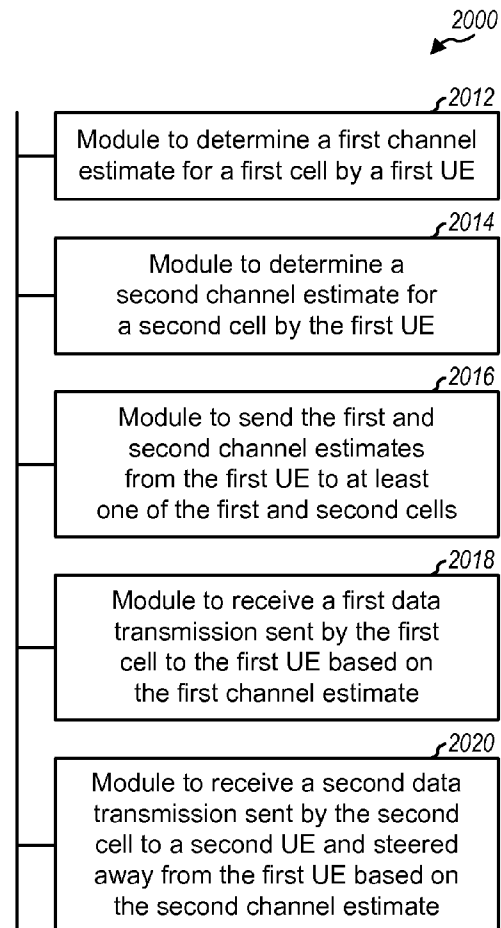 2000
2012
Module to determine a first channel
estimate for a first cell by a first UE
2014
Module to determine a
second channel estimate for
a second cell by the first UE
2016
Module to send the first and
second channel estimates
from the first UE to at least
one of the first and second cells
2018
Module to receive a first data
transmission sent by the first
cell to the first UE based on
the first channel estimate
2020
Module to receive a second data
transmission sent by the second
cell to a second UE and steered
away from the first UE based on
the second channel estimate